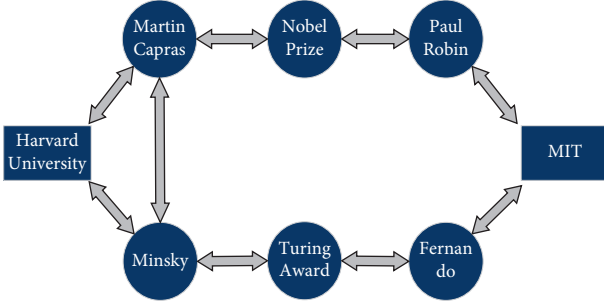 Martin
Capras
Nobel
Prize
Paul
Robin
Harvard
University
MIT
Minsky
Turing
Award
Fernan
do